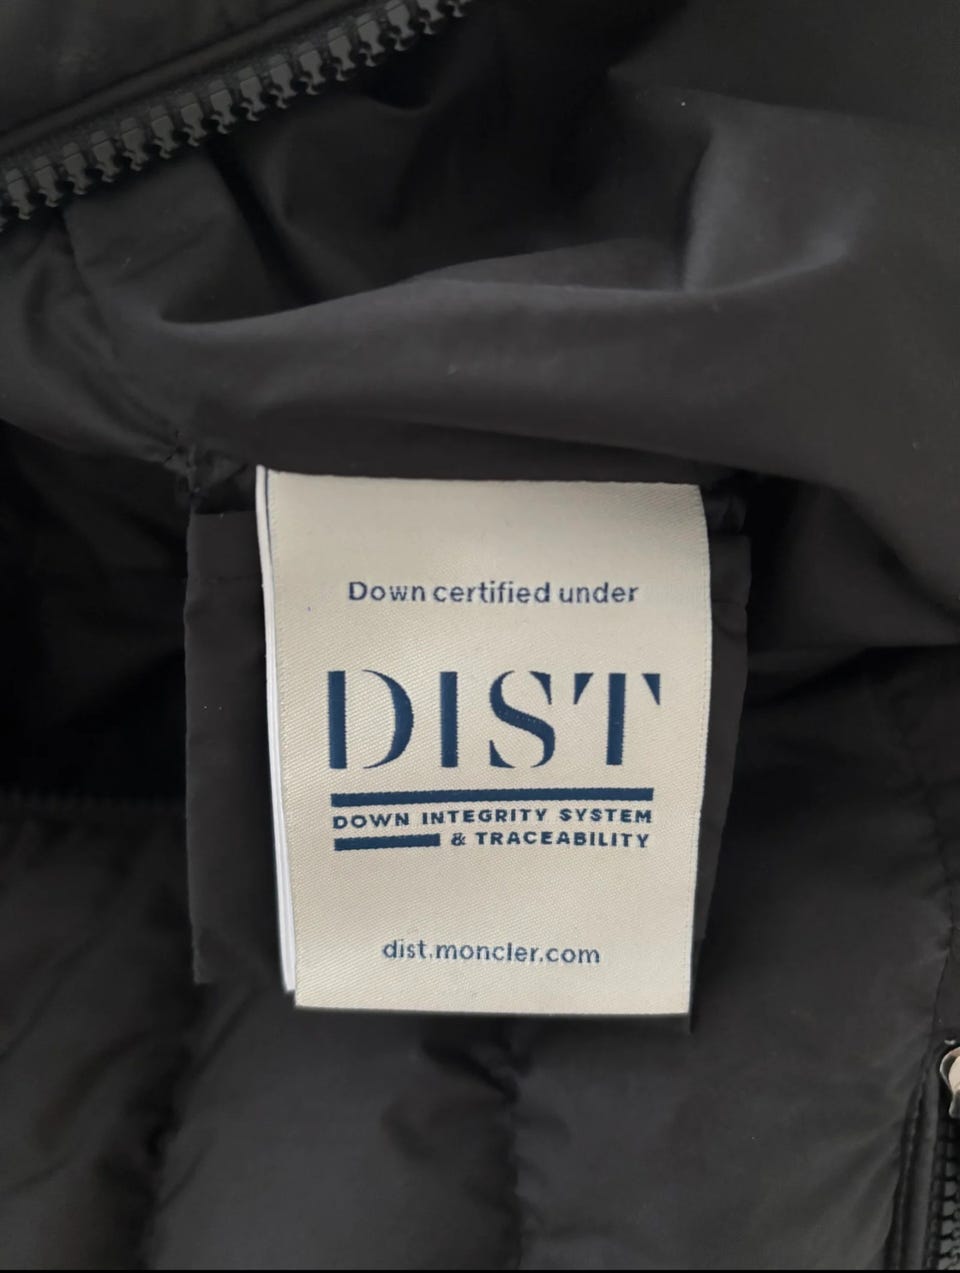 Down certified under
DIST
DOWN INTEGRITY SYSTEM
& TRACEABILITY
dist.moncler.com